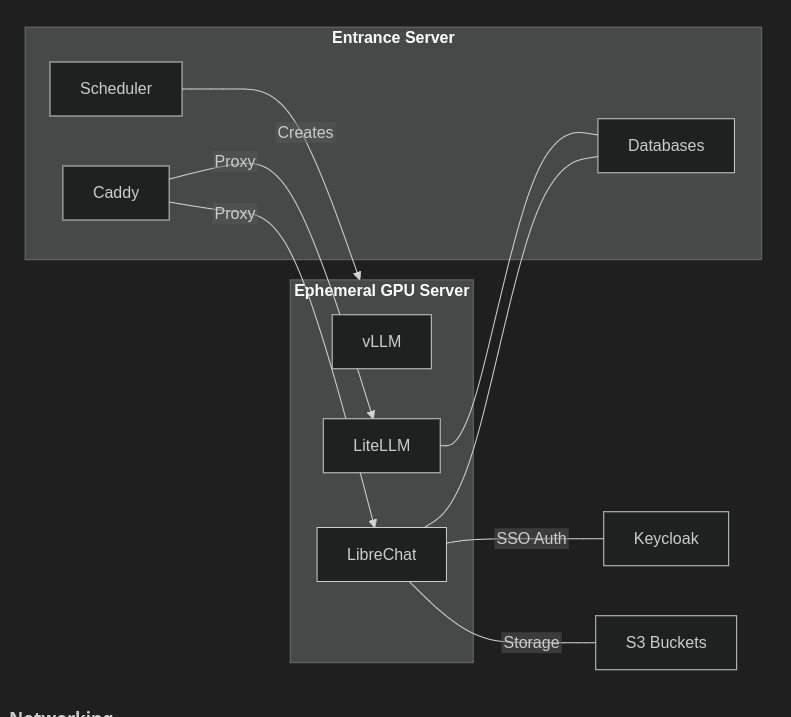 Entrance Server
Scheduler
Creates
Databases
Proxy
Caddy
Proxy
Ephemeral GPU Server
vLLM
LiteLLM
LibreChat
SSO Auth
Keycloak
Storage
S3 Buckets
Networking